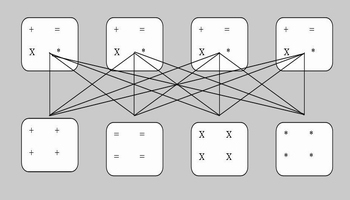 + = + = + = + =
X * X * X * X *
+ + = = X X * *
+ + = = X X * *